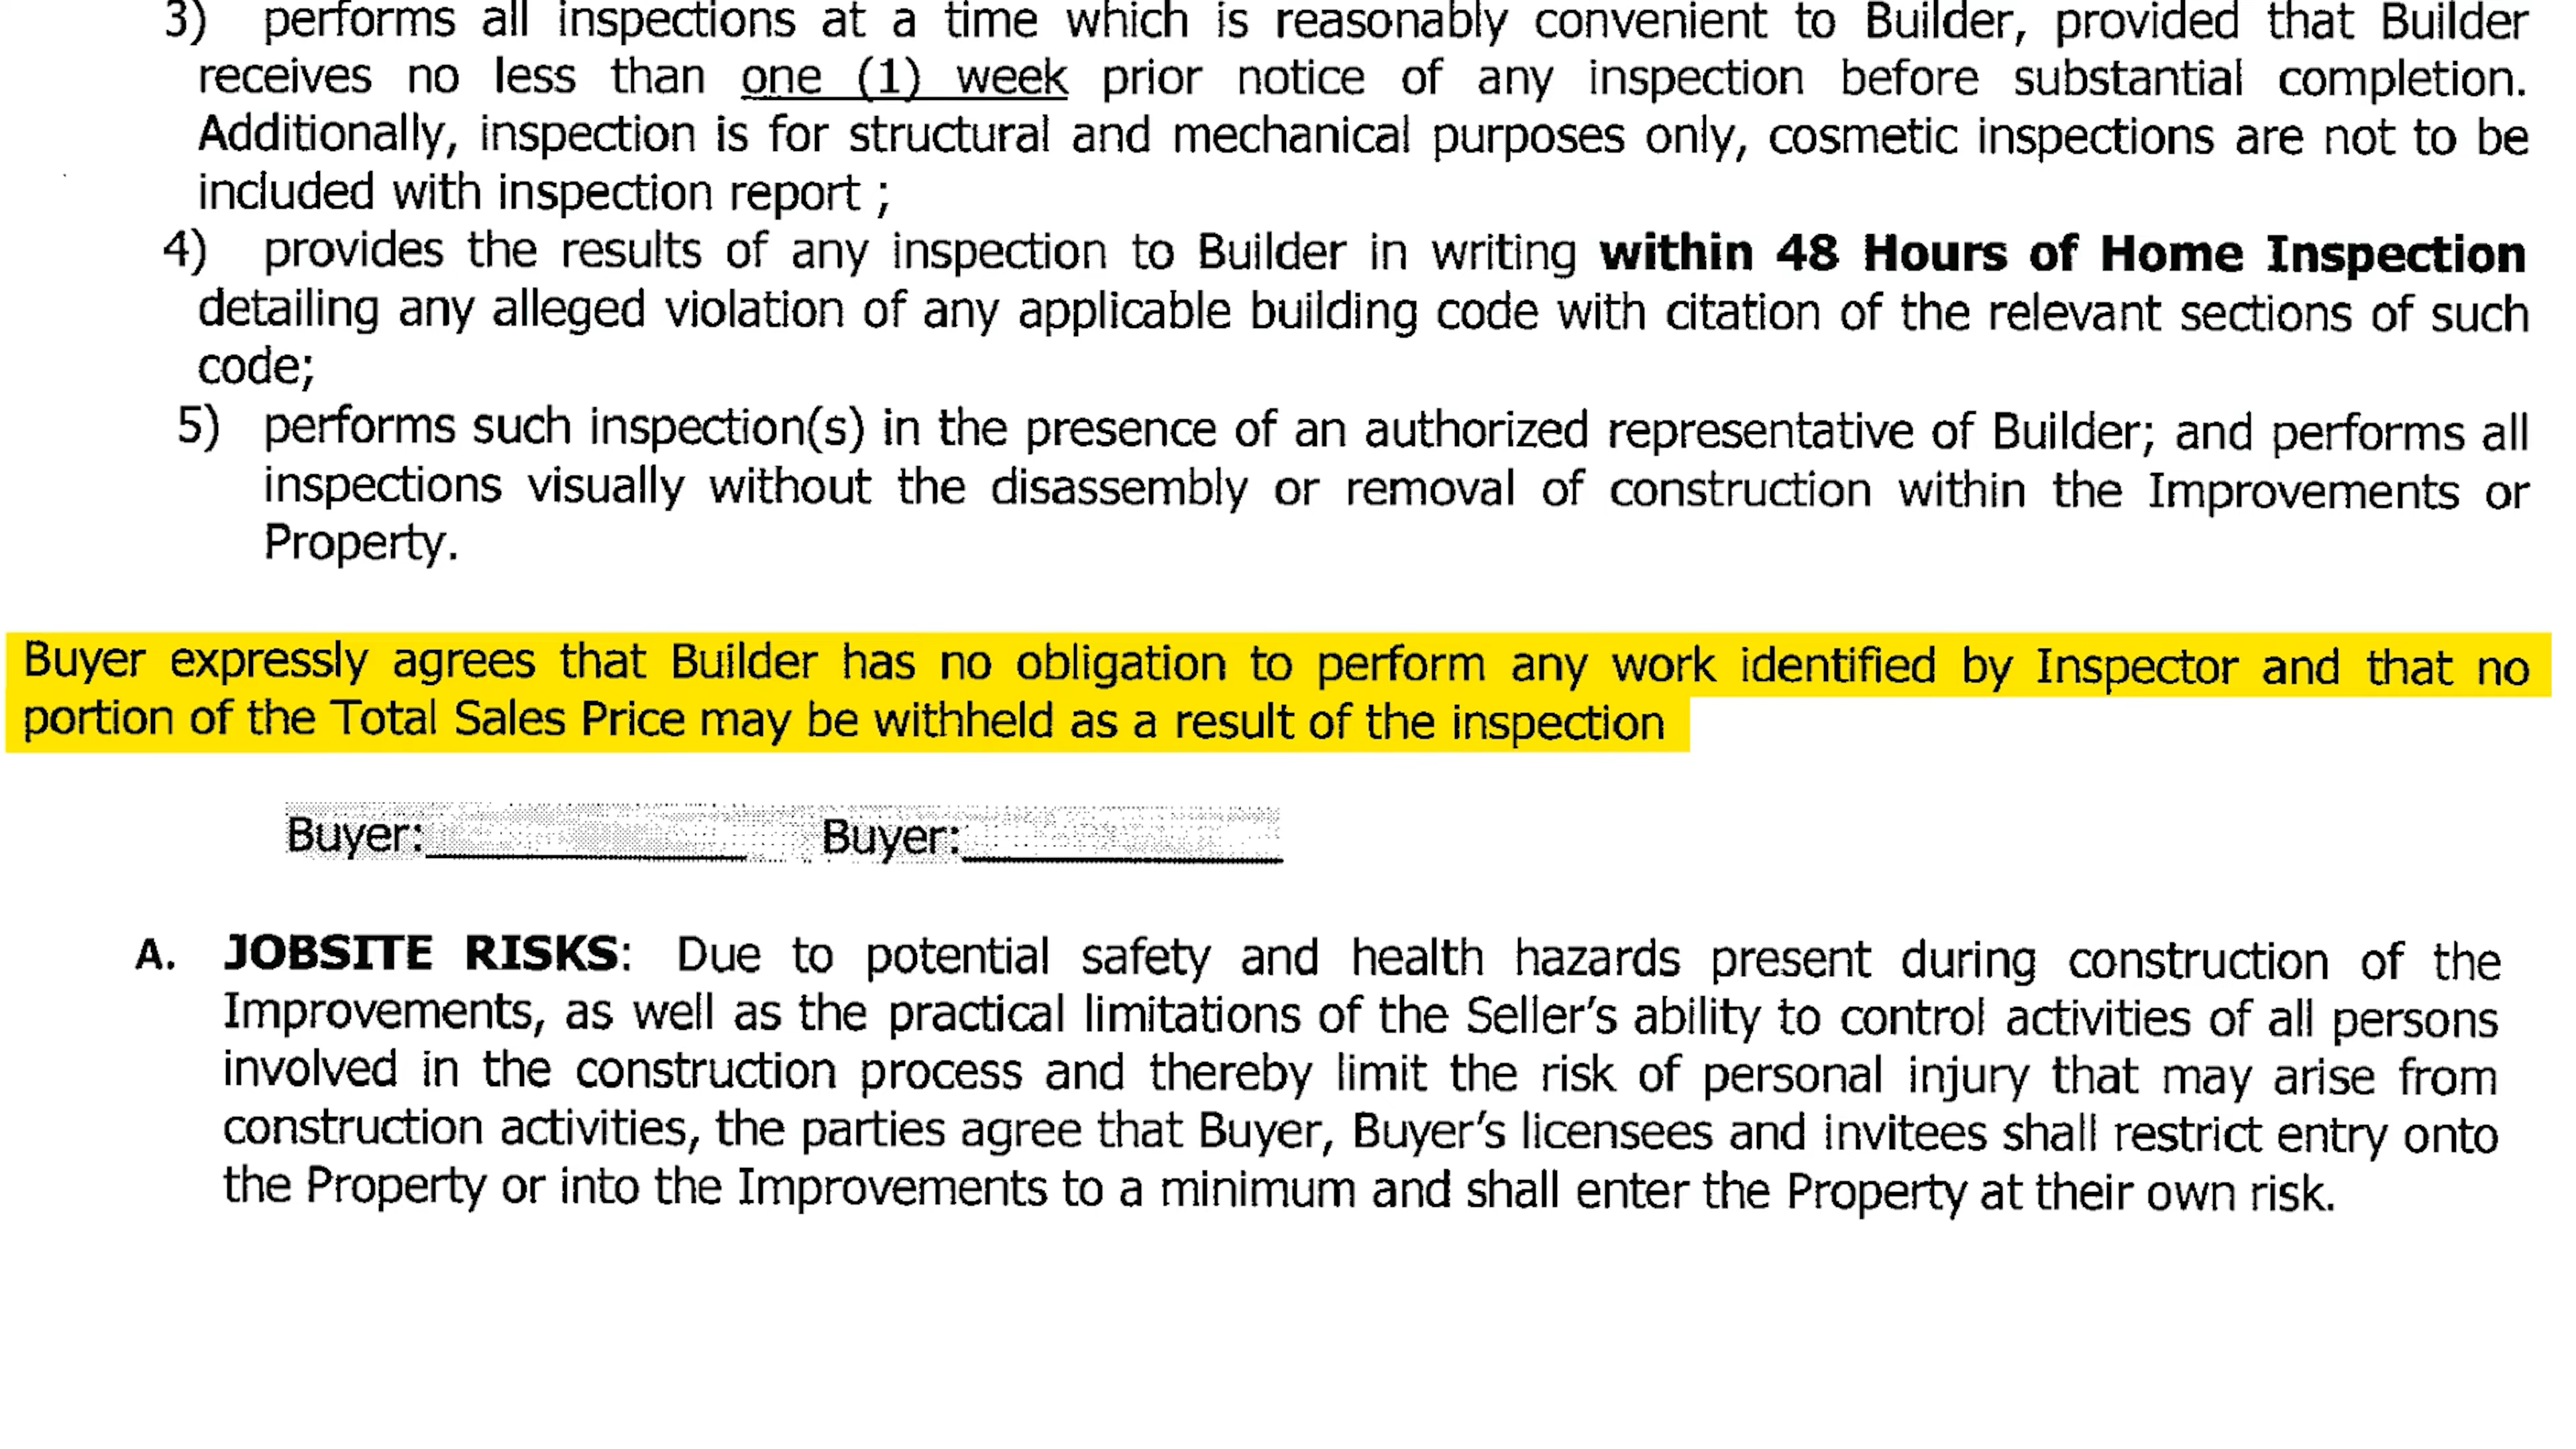 3) performs all inspections at a time which is reasonably convenient to Builder, provided that Builder
receives no less than one (1) week prior notice of any inspection before substantial completion.
Additionally, inspection is for structural and mechanical purposes only, cosmetic inspections are not to be
included with inspection report ;
4) provides the results of any inspection to Builder in writing within 48 Hours of Home Inspection
detailing any alleged violation of any applicable building code with citation of the relevant sections of such
code;
5) performs such inspection(s) in the presence of an authorized representative of Builder; and performs all
inspections visually without the disassembly or removal of construction within the Improvements or
Property.
Buyer expressly agrees that Builder has no obligation to perform any work identified by Inspector and that no
portion of the Total Sales Price may be withheld as a result of the inspection
Buyer:____________ Buyer:____________
A. JOBSITE RISKS: Due to potential safety and health hazards present during construction of the
Improvements, as well as the practical limitations of the Seller's ability to control activities of all persons
involved in the construction process and thereby limit the risk of personal injury that may arise from
construction activities, the parties agree that Buyer, Buyer's licensees and invitees shall restrict entry onto
the Property or into the Improvements to a minimum and shall enter the Property at their own risk.